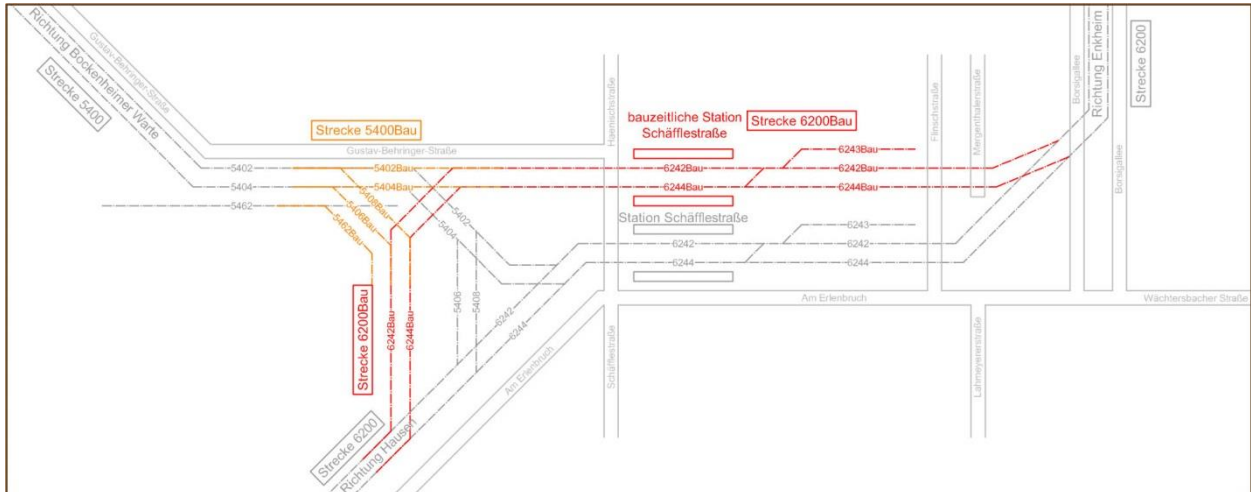 Richtung Bockenheimer Warte
Strecke 5400
Gustav-Behringer-Straße
Strecke 5400Bau
Gustav-Behringer-Straße
Haenischstraße
bauzeitliche Station
Schäfflestraße
Strecke 6200Bau
Flinschstraße
Mergenthalerstraße
Borsigallee
Richtung Enkheim
Strecke 6200
Borsigallee
5402
5402Bau
5404
5404Bau
5462
5408Bau
5406Bau
5462Bau
5402
5404
6243Bau
6242Bau
6242Bau
6244Bau
6244Bau
Station Schäfflestraße
6243
6242
6242
6244
6244
Strecke 6200Bau
6242Bau
6244Bau
5406
5408
6242
6244
Am Erlenbruch
Am Erlenbruch
Wächtersbacher Straße
Schäfflestraße
Lahmeyerstraße
Strecke 6200
Richtung Hausen